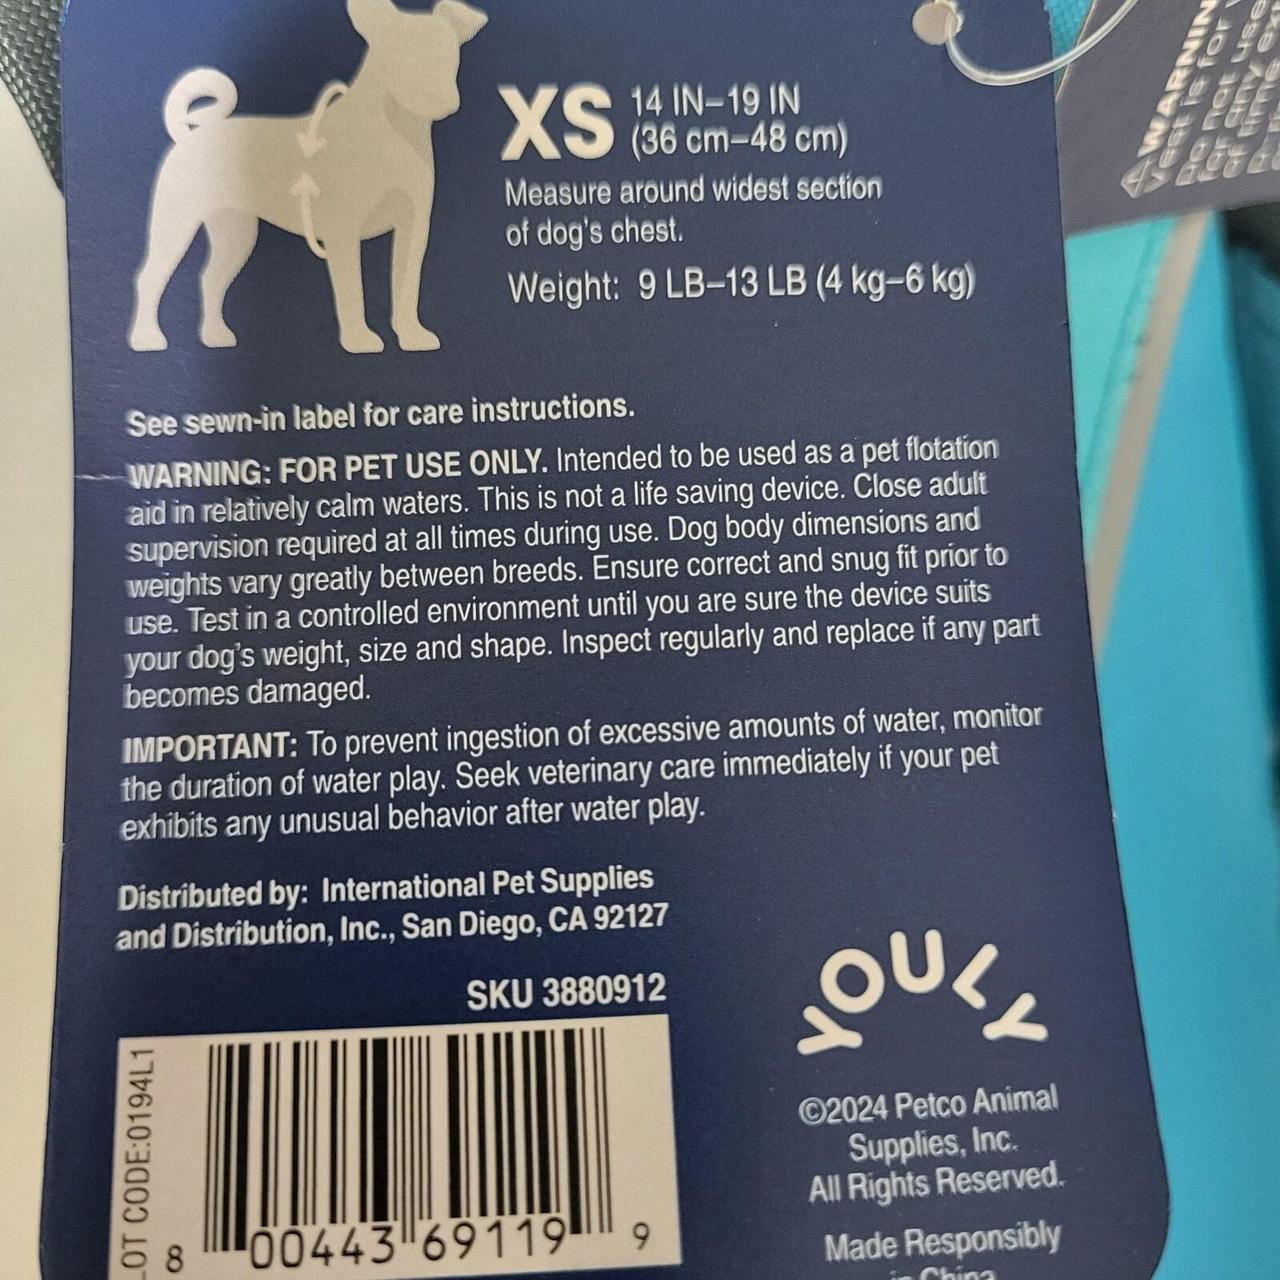 XS 14 IN–19 IN
(36 cm–48 cm)
Measure around widest section
of dog's chest.
Weight: 9 LB–13 LB (4 kg–6 kg)
See sewn-in label for care instructions.
WARNING: FOR PET USE ONLY. Intended to be used as a pet flotation
aid in relatively calm waters. This is not a life saving device. Close adult
supervision required at all times during use. Dog body dimensions and
weights vary greatly between breeds. Ensure correct and snug fit prior to
use. Test in a controlled environment until you are sure the device suits
your dog's weight, size and shape. Inspect regularly and replace if any part
becomes damaged.
IMPORTANT: To prevent ingestion of excessive amounts of water, monitor
the duration of water play. Seek veterinary care immediately if your pet
exhibits any unusual behavior after water play.
Distributed by: International Pet Supplies
and Distribution, Inc., San Diego, CA 92127
SKU 3880912
LOT CODE:0194L1
8 00443 69119 9
YOULY
©2024 Petco Animal
Supplies, Inc.
All Rights Reserved.
Made Responsibly
in China
WARNIN